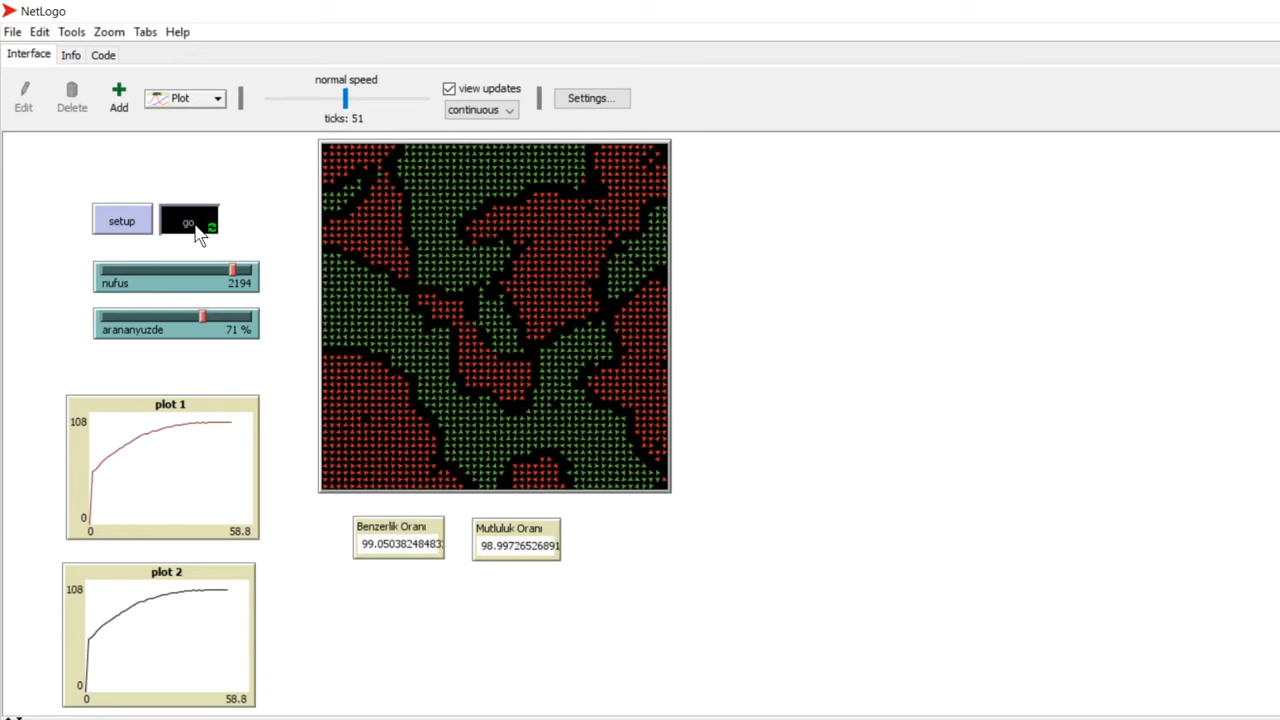 NetLogo
File Edit Tools Zoom Tabs Help
Interface Info Code
Edit Delete Add Plot normal speed ticks: 51 view updates continuous Settings...
setup go
nufus 2194
arananyuzde 71 %
plot 1
108
0
0 58.8
plot 2
108
0
0 58.8
Benzerlik Oranı
99.05038248483
Mutluluk Oranı
98.99726526891